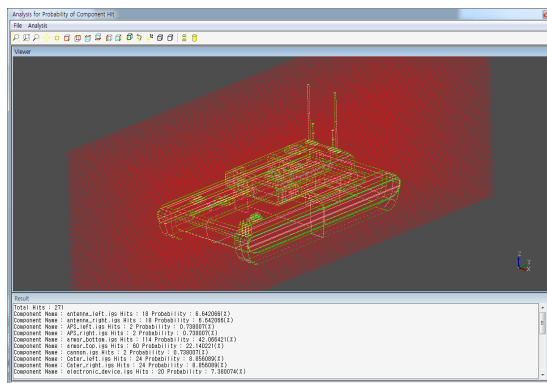 Analysis for Probability of Component Hit
File Analysis
Viewer
Result
Total Hits : 271
Component Name : antenna_left.igs Hits : 18 Probability : 6.642066(%)
Component Name : antenna_right.igs Hits : 18 Probability : 6.642066(%)
Component Name : APS_left.igs Hits : 2 Probability : 0.738007(%)
Component Name : APS_right.igs Hits : 2 Probability : 0.738007(%)
Component Name : armor_bottom.igs Hits : 114 Probability : 42.066421(%)
Component Name : armor_top.igs Hits : 60 Probability : 22.140221(%)
Component Name : cannon.igs Hits : 2 Probability : 0.738007(%)
Component Name : Cater_left.igs Hits : 24 Probability : 8.856089(%)
Component Name : Cater_right.igs Hits : 24 Probability : 8.856089(%)
Component Name : electronic_device.igs Hits : 20 Probability : 7.380074(%)